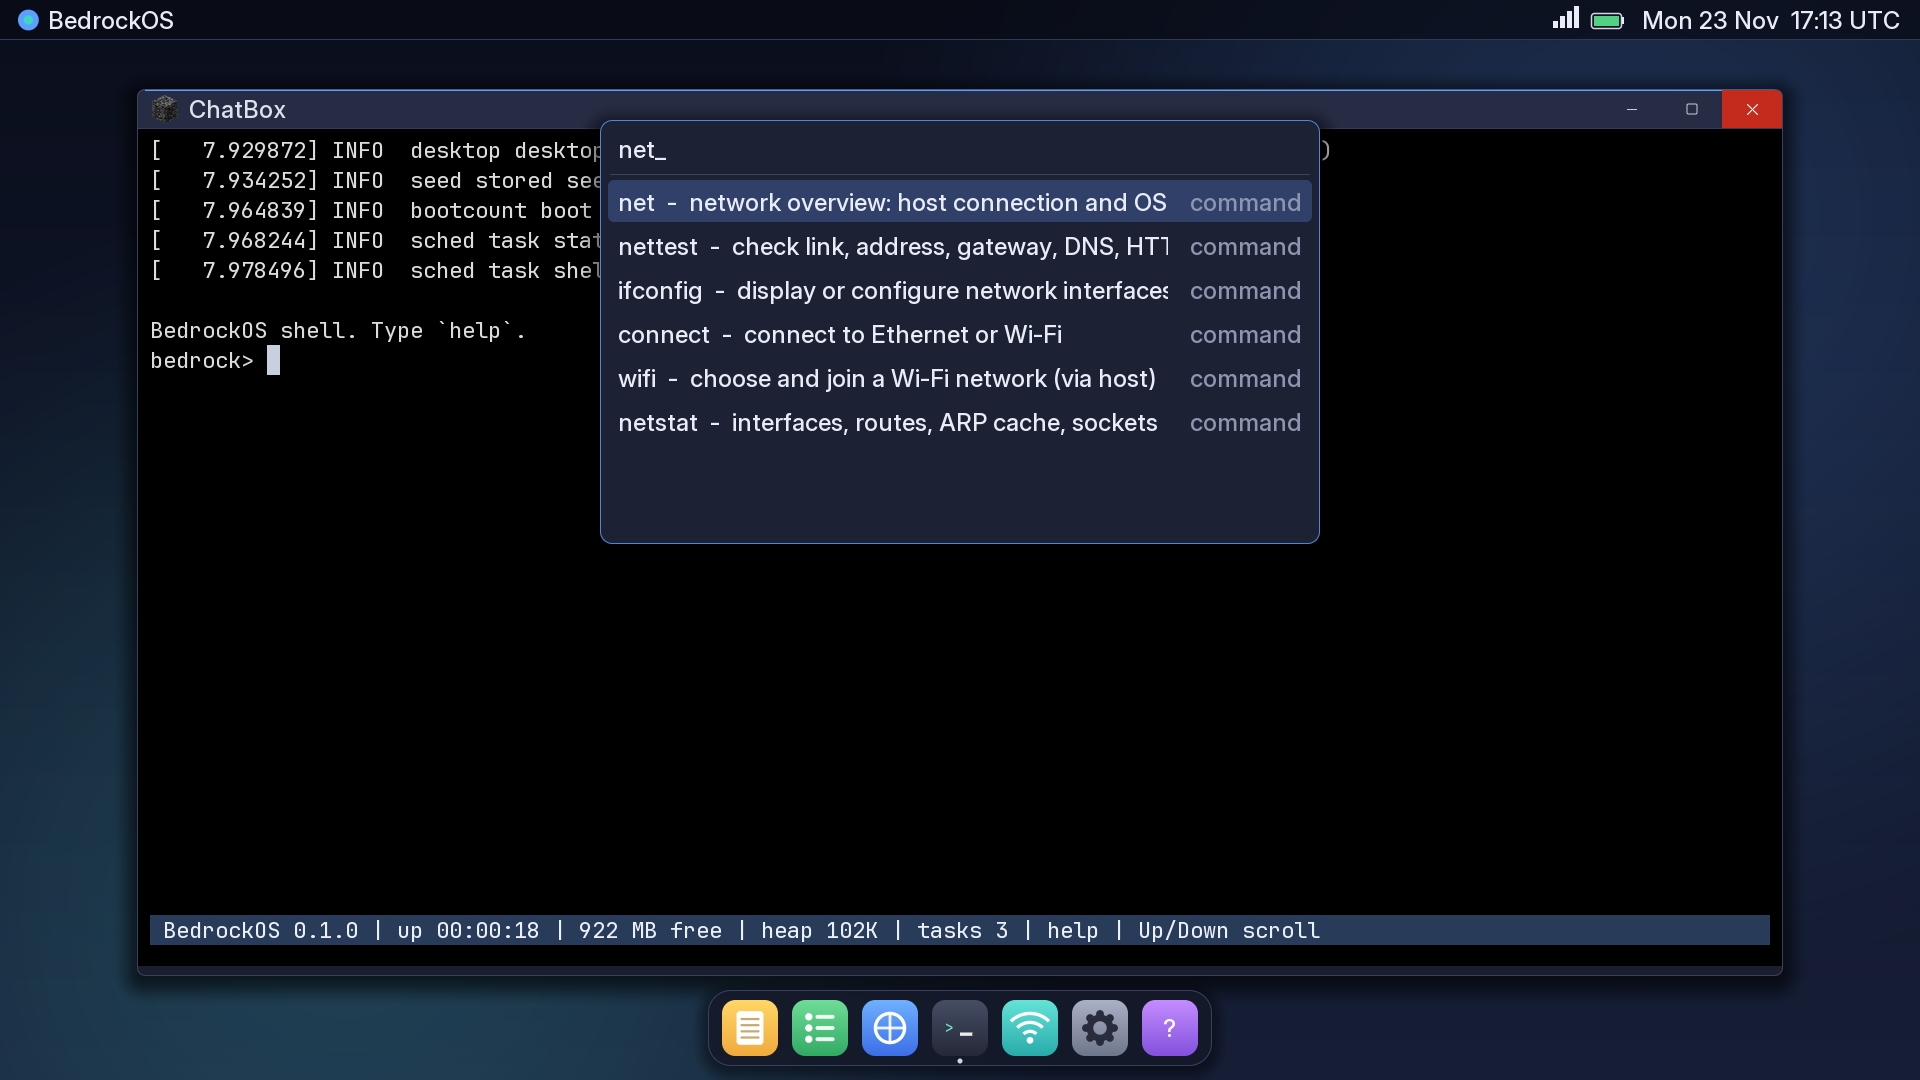 BedrockOS
Mon 23 Nov 17:13 UTC
ChatBox
[   7.929872] INFO  desktop desktop
[   7.934252] INFO  seed stored see
[   7.964839] INFO  bootcount boot
[   7.968244] INFO  sched task stat
[   7.978496] INFO  sched task shel
BedrockOS shell. Type `help`.
bedrock>
net_
net - network overview: host connection and OS command
nettest - check link, address, gateway, DNS, HTT command
ifconfig - display or configure network interfaces command
connect - connect to Ethernet or Wi-Fi command
wifi - choose and join a Wi-Fi network (via host) command
netstat - interfaces, routes, ARP cache, sockets command
BedrockOS 0.1.0 | up 00:00:18 | 922 MB free | heap 102K | tasks 3 | help | Up/Down scroll